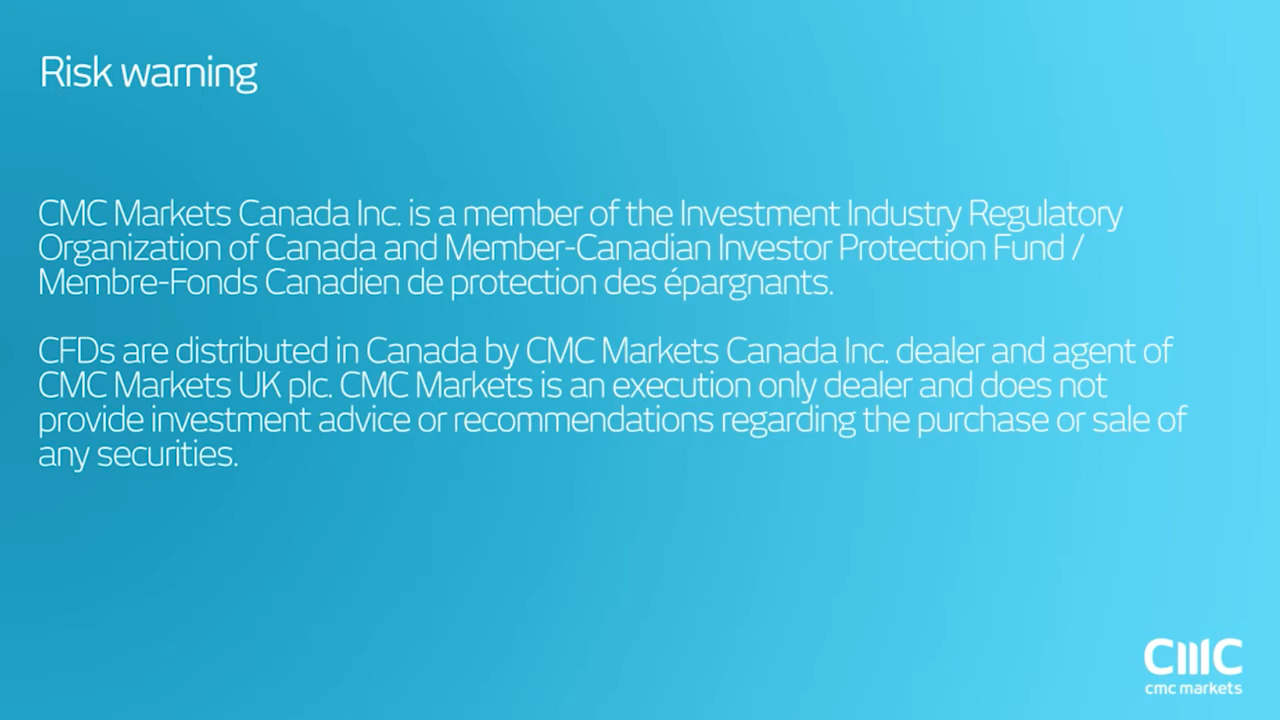 Risk warning
CMC Markets Canada Inc. is a member of the Investment Industry Regulatory
Organization of Canada and Member-Canadian Investor Protection Fund /
Membre-Fonds Canadien de protection des épargnants.
CFDs are distributed in Canada by CMC Markets Canada Inc. dealer and agent of
CMC Markets UK plc. CMC Markets is an execution only dealer and does not
provide investment advice or recommendations regarding the purchase or sale of
any securities.
CMC
cmc markets